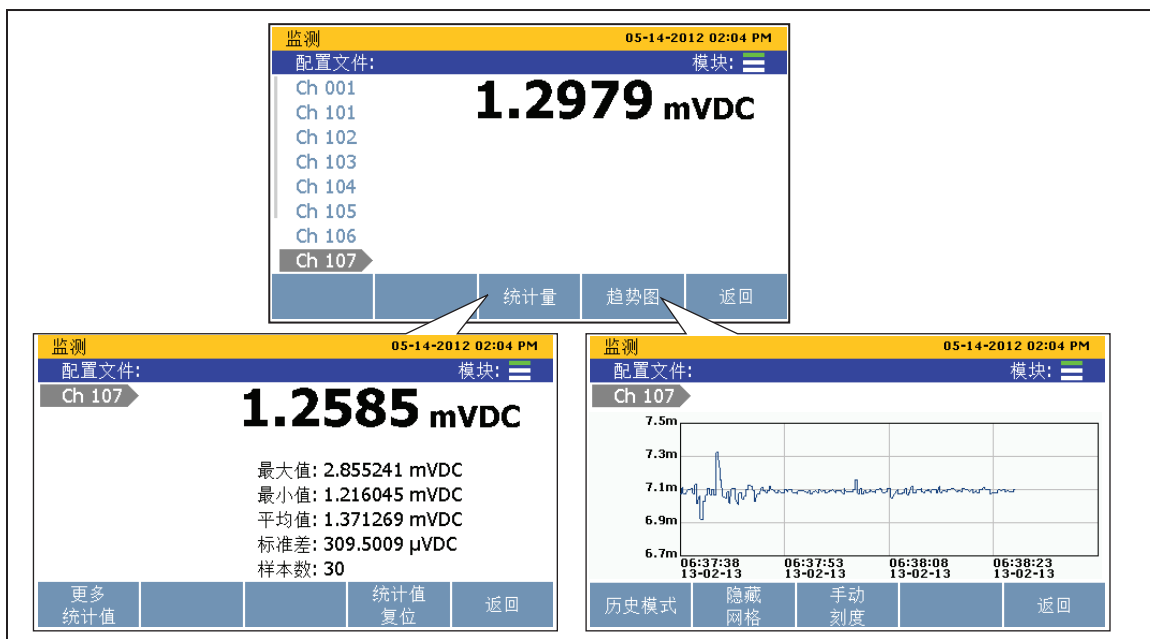 监测 05-14-2012 02:04 PM
配置文件: 模块:
Ch 001
1.2979 mVDC
Ch 101
Ch 102
Ch 103
Ch 104
Ch 105
Ch 106
Ch 107
统计量 趋势图 返回
监测 05-14-2012 02:04 PM
配置文件: 模块:
Ch 107
1.2585 mVDC
最大值: 2.855241 mVDC
最小值: 1.216045 mVDC
平均值: 1.371269 mVDC
标准差: 309.5009 µVDC
样本数: 30
更多 统计值
统计值 复位
返回
监测 05-14-2012 02:04 PM
配置文件: 模块:
Ch 107
7.5m
7.3m
7.1m
6.9m
6.7m
06:37:38 06:37:53 06:38:08 06:38:23
13-02-13 13-02-13 13-02-13 13-02-13
历史模式
隐藏 网格
手动 刻度
返回